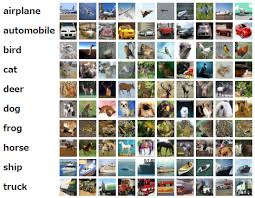 airplane
automobile
bird
cat
deer
dog
frog
horse
ship
truck